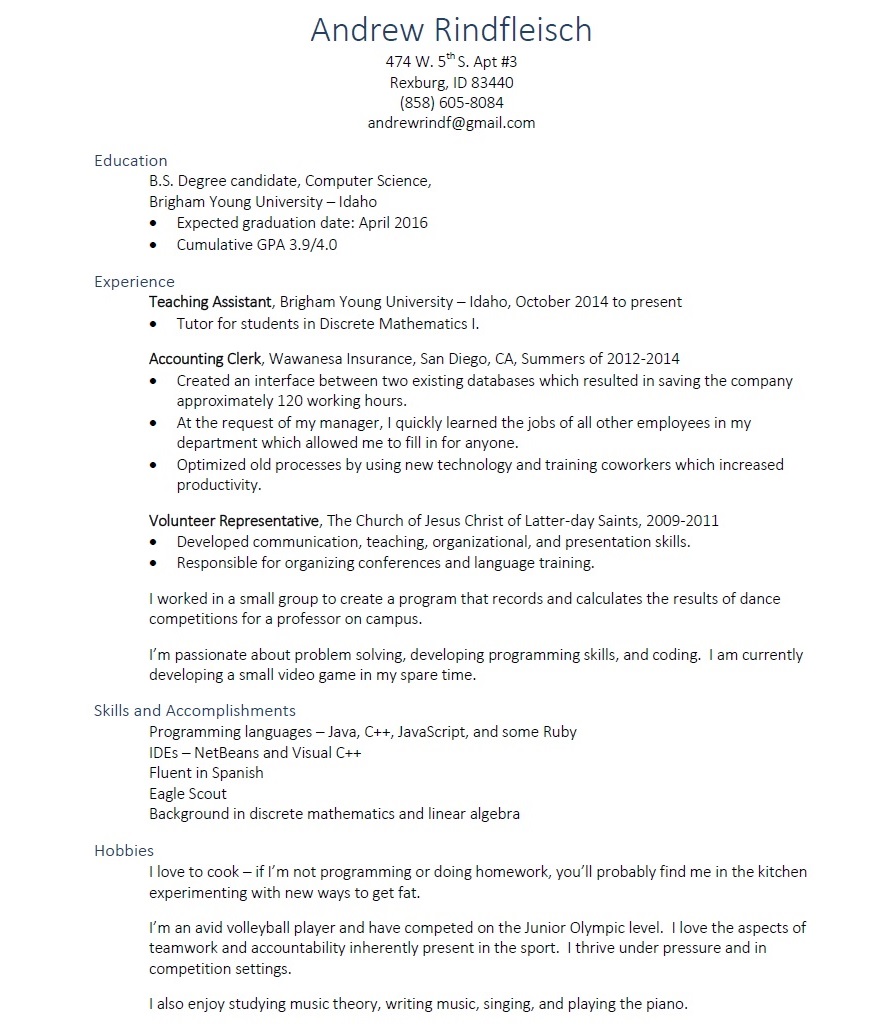 Andrew Rindfleisch
474 W. 5th S. Apt #3
Rexburg, ID 83440
(858) 605-8084
andrewrindf@gmail.com
Education
B.S. Degree candidate, Computer Science,
Brigham Young University – Idaho
• Expected graduation date: April 2016
• Cumulative GPA 3.9/4.0
Experience
Teaching Assistant, Brigham Young University – Idaho, October 2014 to present
• Tutor for students in Discrete Mathematics I.
Accounting Clerk, Wawanesa Insurance, San Diego, CA, Summers of 2012-2014
• Created an interface between two existing databases which resulted in saving the company
approximately 120 working hours.
• At the request of my manager, I quickly learned the jobs of all other employees in my
department which allowed me to fill in for anyone.
• Optimized old processes by using new technology and training coworkers which increased
productivity.
Volunteer Representative, The Church of Jesus Christ of Latter-day Saints, 2009-2011
• Developed communication, teaching, organizational, and presentation skills.
• Responsible for organizing conferences and language training.
I worked in a small group to create a program that records and calculates the results of dance
competitions for a professor on campus.
I'm passionate about problem solving, developing programming skills, and coding.  I am currently
developing a small video game in my spare time.
Skills and Accomplishments
Programming languages – Java, C++, JavaScript, and some Ruby
IDEs – NetBeans and Visual C++
Fluent in Spanish
Eagle Scout
Background in discrete mathematics and linear algebra
Hobbies
I love to cook – if I'm not programming or doing homework, you'll probably find me in the kitchen
experimenting with new ways to get fat.
I'm an avid volleyball player and have competed on the Junior Olympic level.  I love the aspects of
teamwork and accountability inherently present in the sport.  I thrive under pressure and in
competition settings.
I also enjoy studying music theory, writing music, singing, and playing the piano.